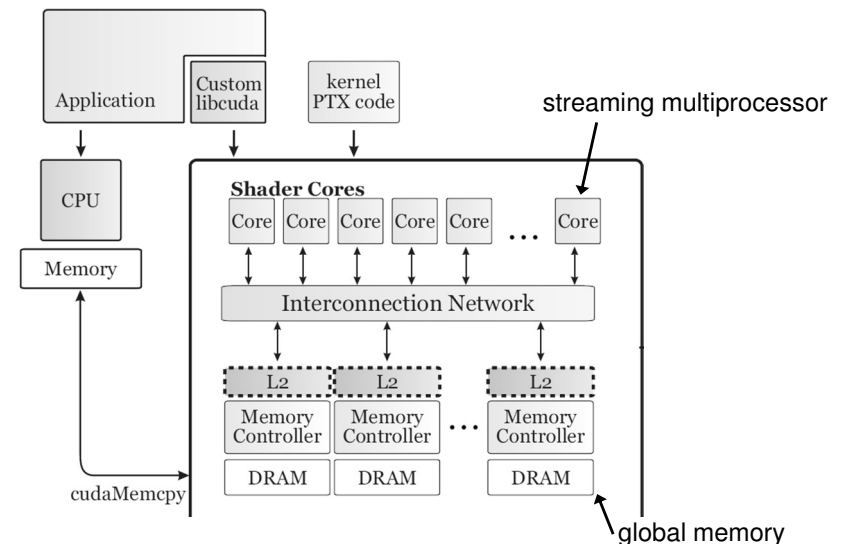 Application
Custom
libcuda
kernel
PTX code
streaming multiprocessor
CPU
Memory
Shader Cores
Core Core Core Core Core ... Core
Interconnection Network
L2 L2 L2
Memory
Controller
Memory
Controller
...
Memory
Controller
DRAM DRAM DRAM
cudaMemcpy
global memory